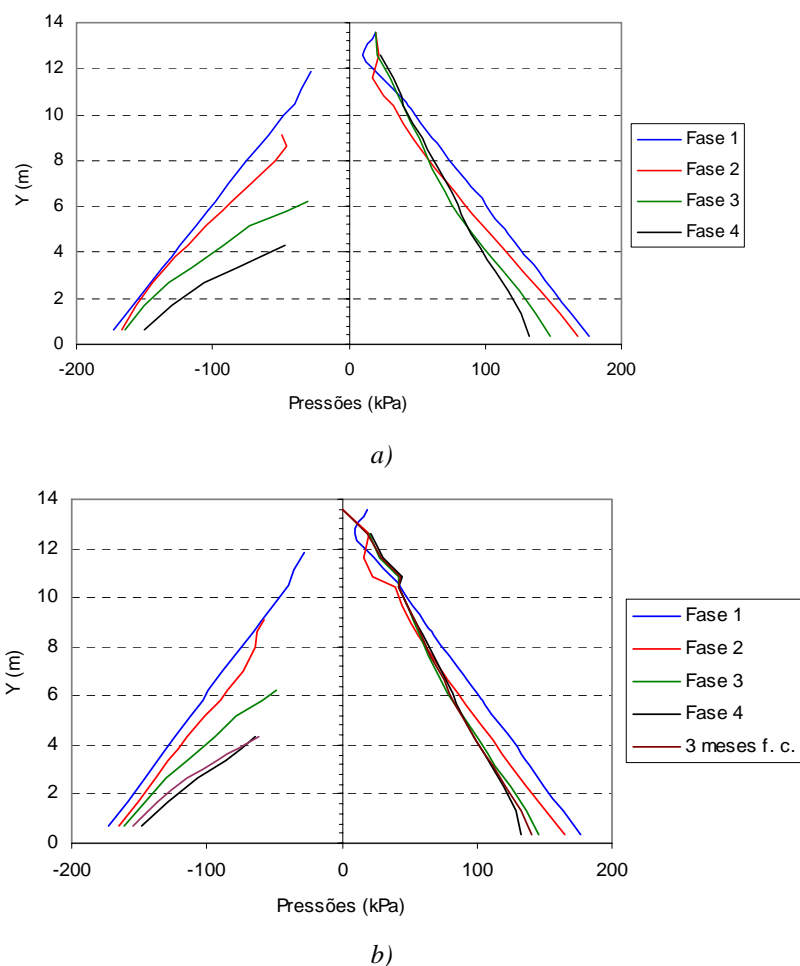 14
12
10
8
6
4
2
0
Y (m)
-200
-100
0
100
200
Pressões (kPa)
Fase 1
Fase 2
Fase 3
Fase 4
a)
14
12
10
8
6
4
2
0
Y (m)
-200
-100
0
100
200
Pressões (kPa)
Fase 1
Fase 2
Fase 3
Fase 4
3 meses f. c.
b)